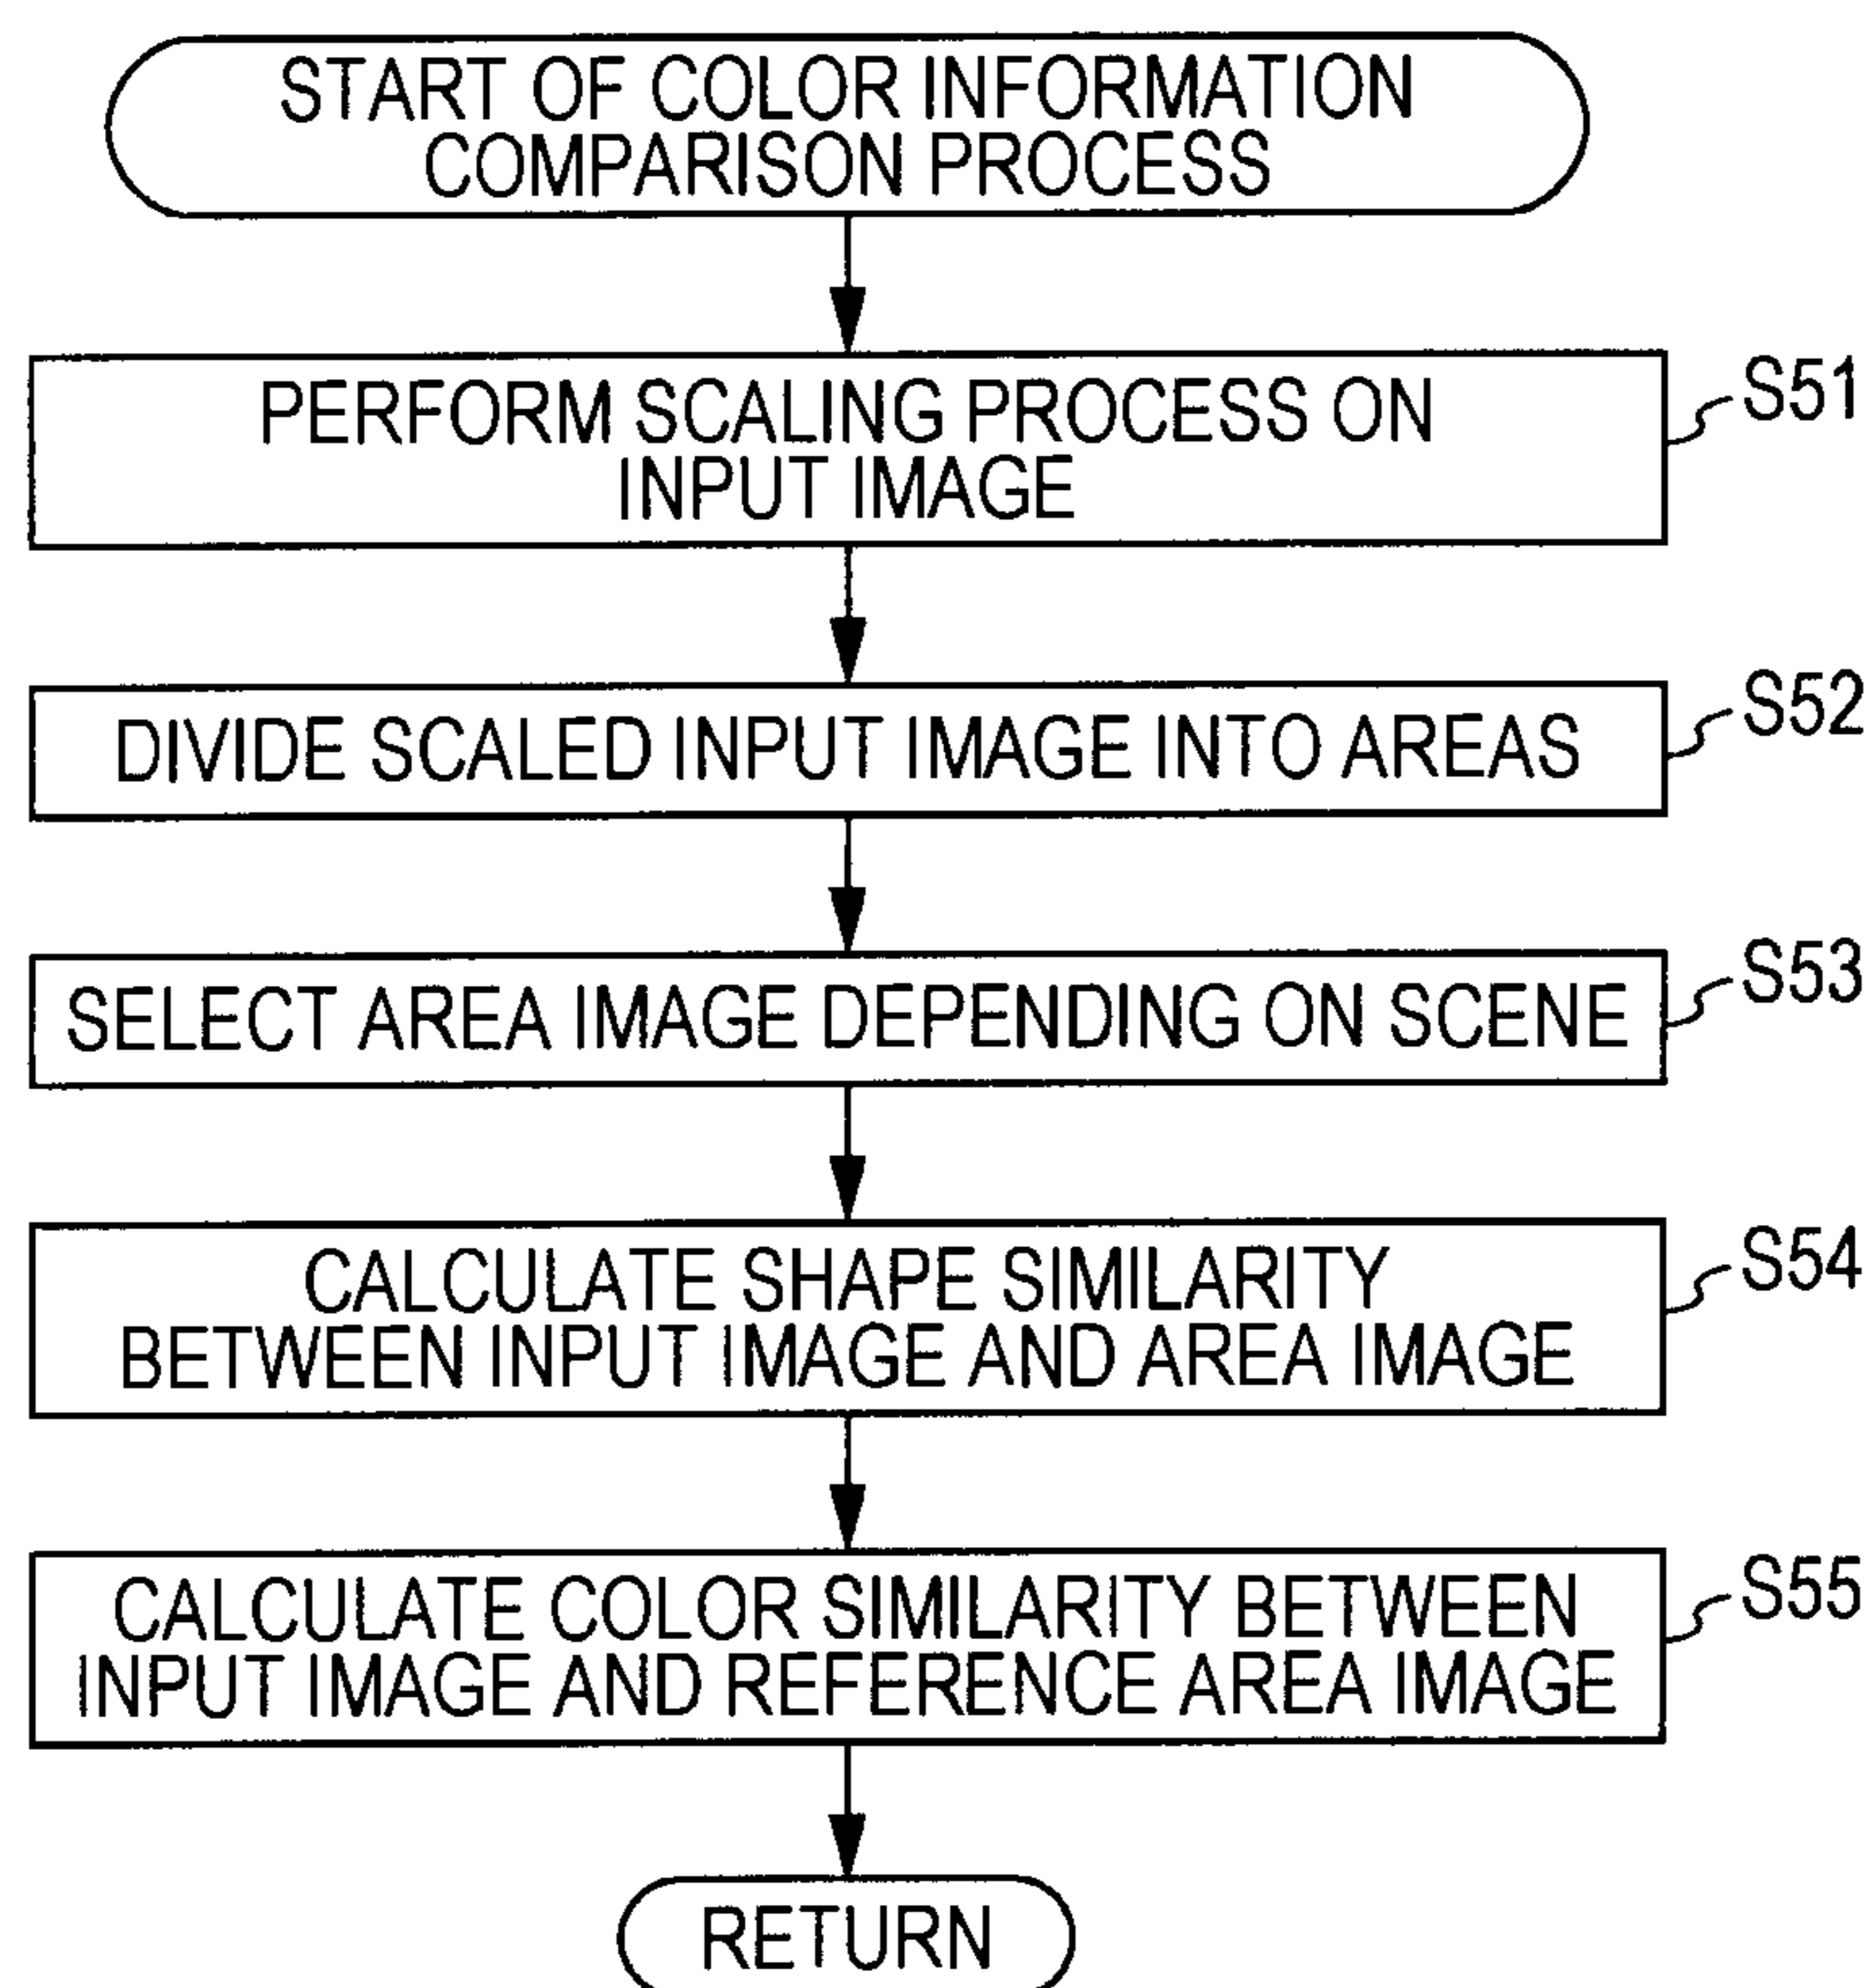 START OF COLOR INFORMATION
COMPARISON PROCESS
PERFORM SCALING PROCESS ON
INPUT IMAGE
S51
DIVIDE SCALED INPUT IMAGE INTO AREAS
S52
SELECT AREA IMAGE DEPENDING ON SCENE
S53
CALCULATE SHAPE SIMILARITY
BETWEEN INPUT IMAGE AND AREA IMAGE
S54
CALCULATE COLOR SIMILARITY BETWEEN
INPUT IMAGE AND REFERENCE AREA IMAGE
S55
RETURN